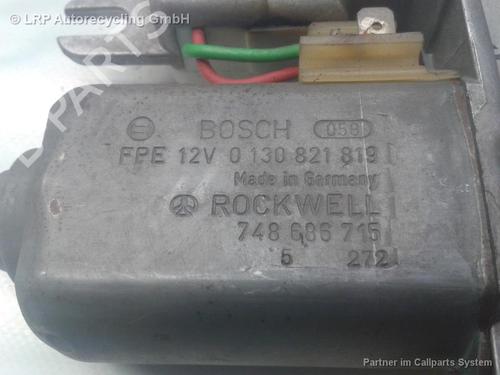 © LRP Autorecycling GmbH
BOSCH 059
FPE 12V 0 130 821 819
Made in Germany
ROCKWELL
748 686 715
5 272
Partner im Callparts System